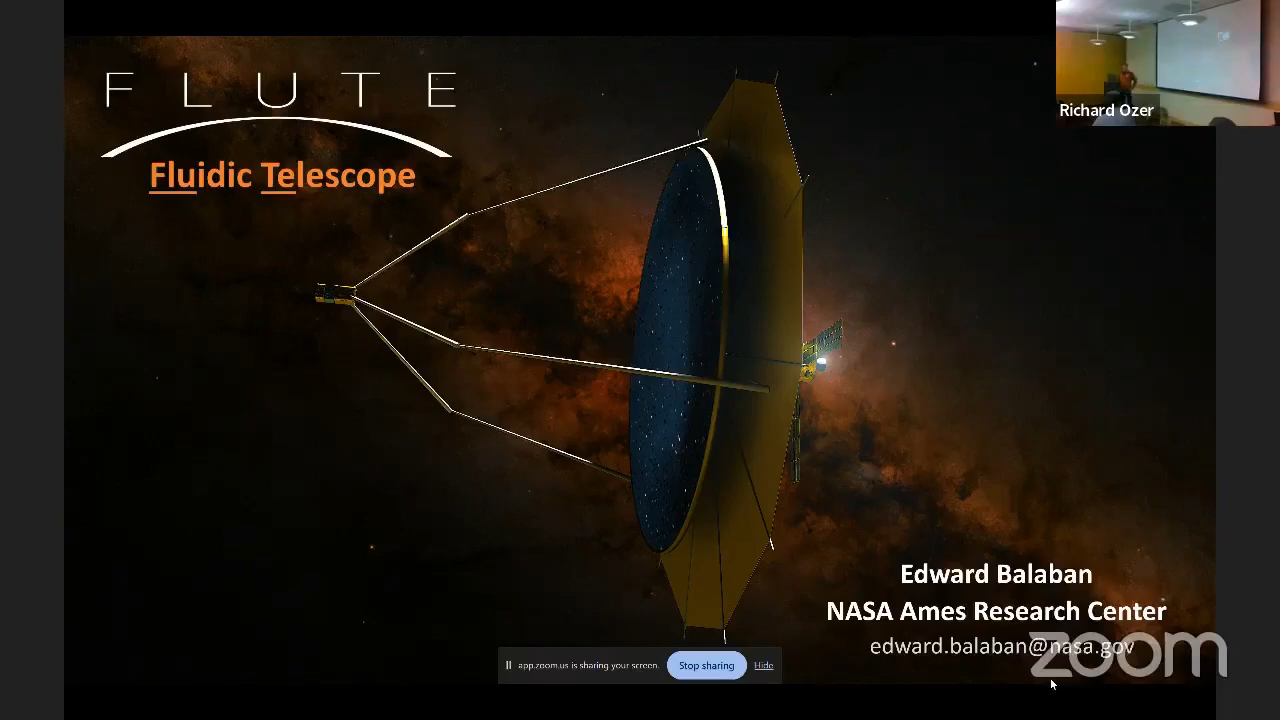 FLUTE
Fluidic Telescope
Richard Ozer
Edward Balaban
NASA Ames Research Center
edward.balaban@nasa.gov
zoom
app.zoom.us is sharing your screen.
Stop sharing
Hide